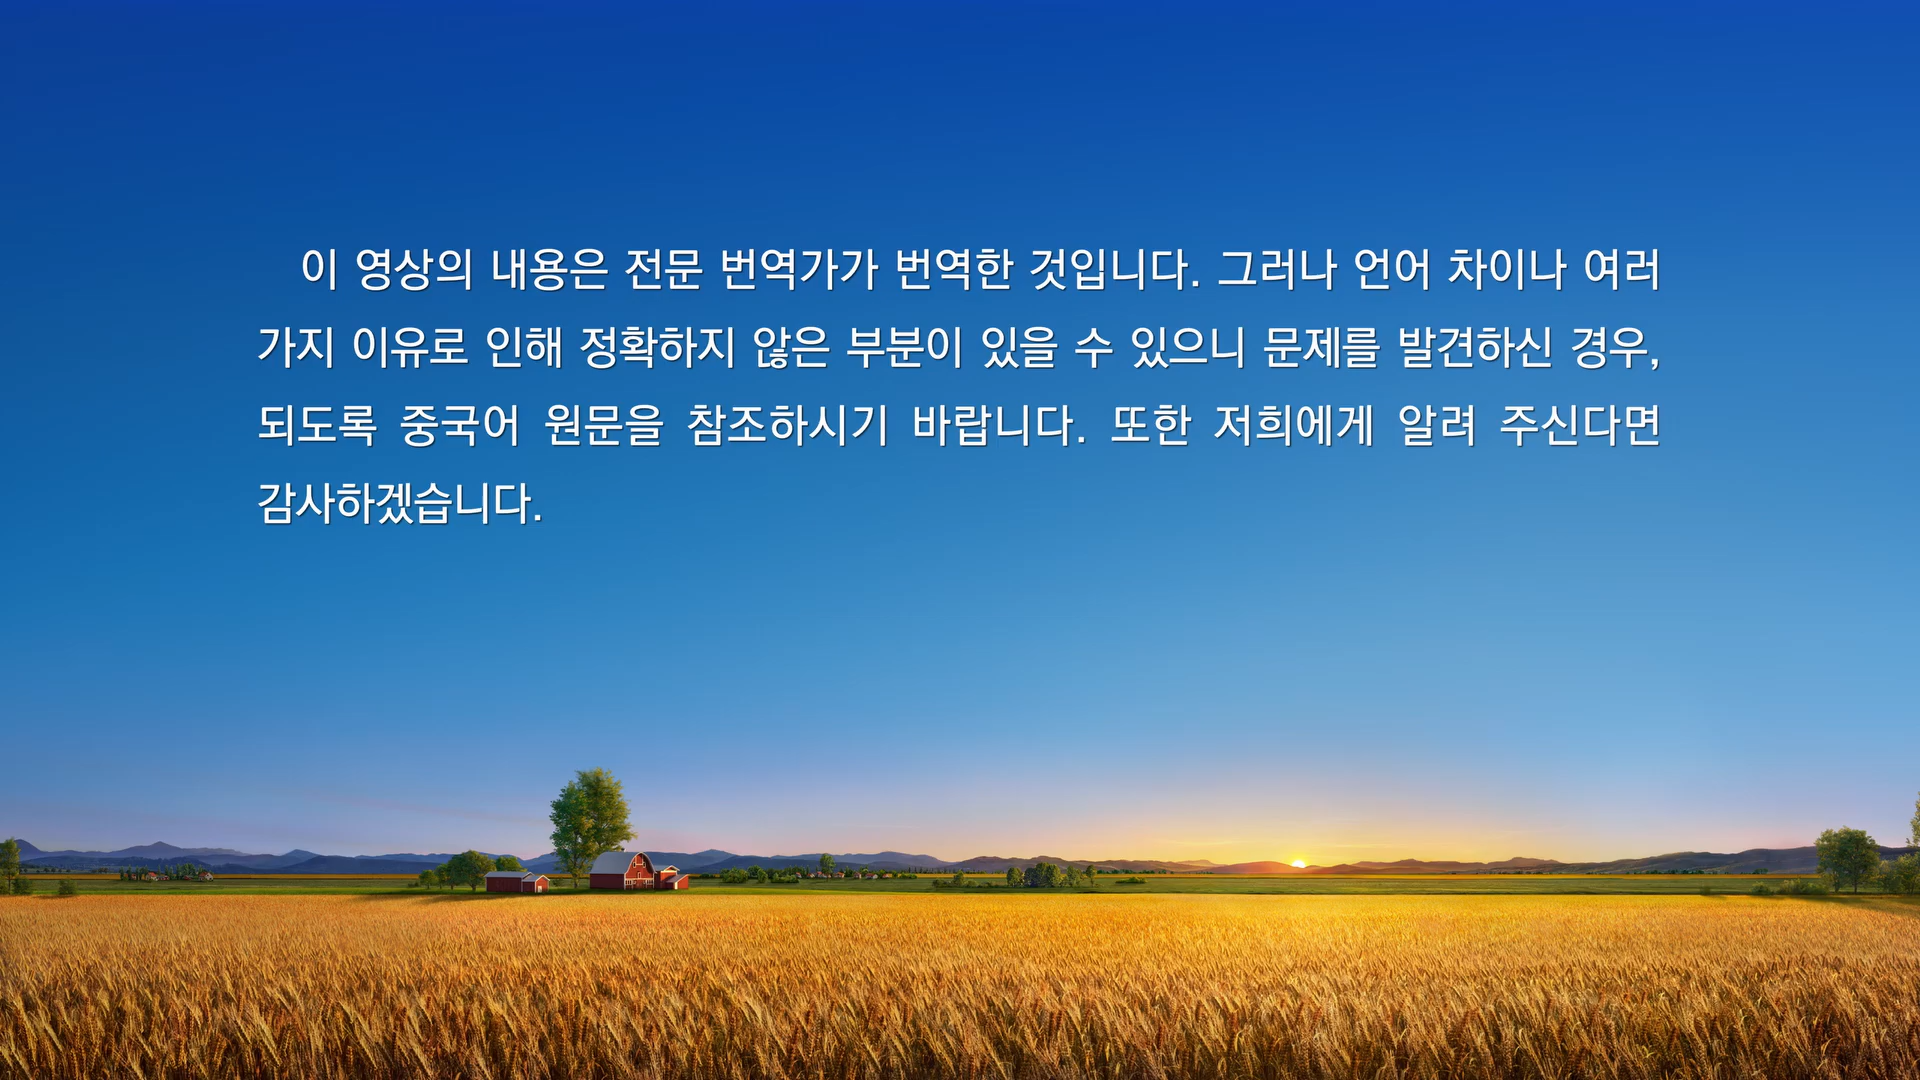 이 영상의 내용은 전문 번역가가 번역한 것입니다. 그러나 언어 차이나 여러
가지 이유로 인해 정확하지 않은 부분이 있을 수 있으니 문제를 발견하신 경우,
되도록 중국어 원문을 참조하시기 바랍니다. 또한 저희에게 알려 주신다면
감사하겠습니다.